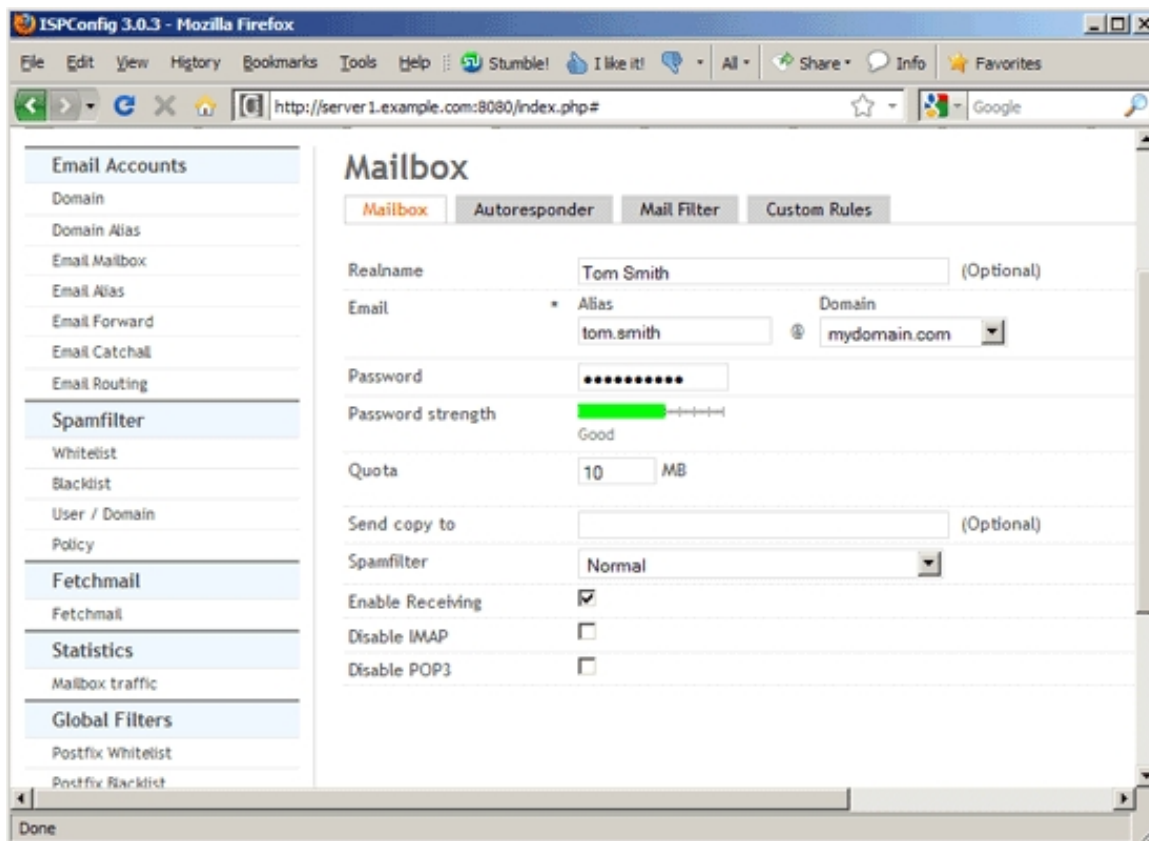 ISPConfig 3.0.3 - Mozilla Firefox
File Edit View History Bookmarks Tools Help Stumble! I like it! All Share Info Favorites
http://server1.example.com:8080/index.php# Google
Email Accounts
Domain
Domain Alias
Email Mailbox
Email Alias
Email Forward
Email Catchall
Email Routing
Spamfilter
Whitelist
Blacklist
User / Domain
Policy
Fetchmail
Fetchmail
Statistics
Mailbox traffic
Global Filters
Postfix Whitelist
Postfix Blacklist
Mailbox
Mailbox Autoresponder Mail Filter Custom Rules
Realname Tom Smith (Optional)
Email * Alias Domain
tom.smith @ mydomain.com
Password ••••••••••
Password strength
Good
Quota 10 MB
Send copy to (Optional)
Spamfilter Normal
Enable Receiving
Disable IMAP
Disable POP3
Done